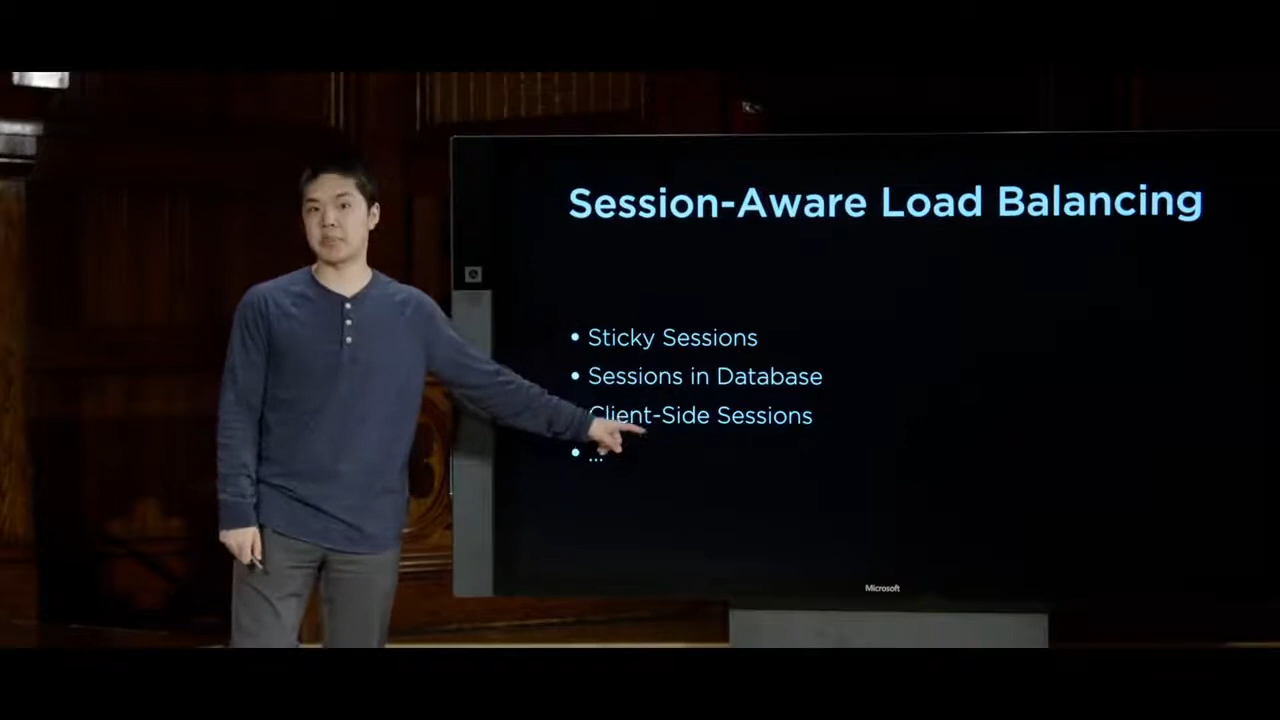 Session-Aware Load Balancing
• Sticky Sessions
• Sessions in Database
Client-Side Sessions
• ...
Microsoft